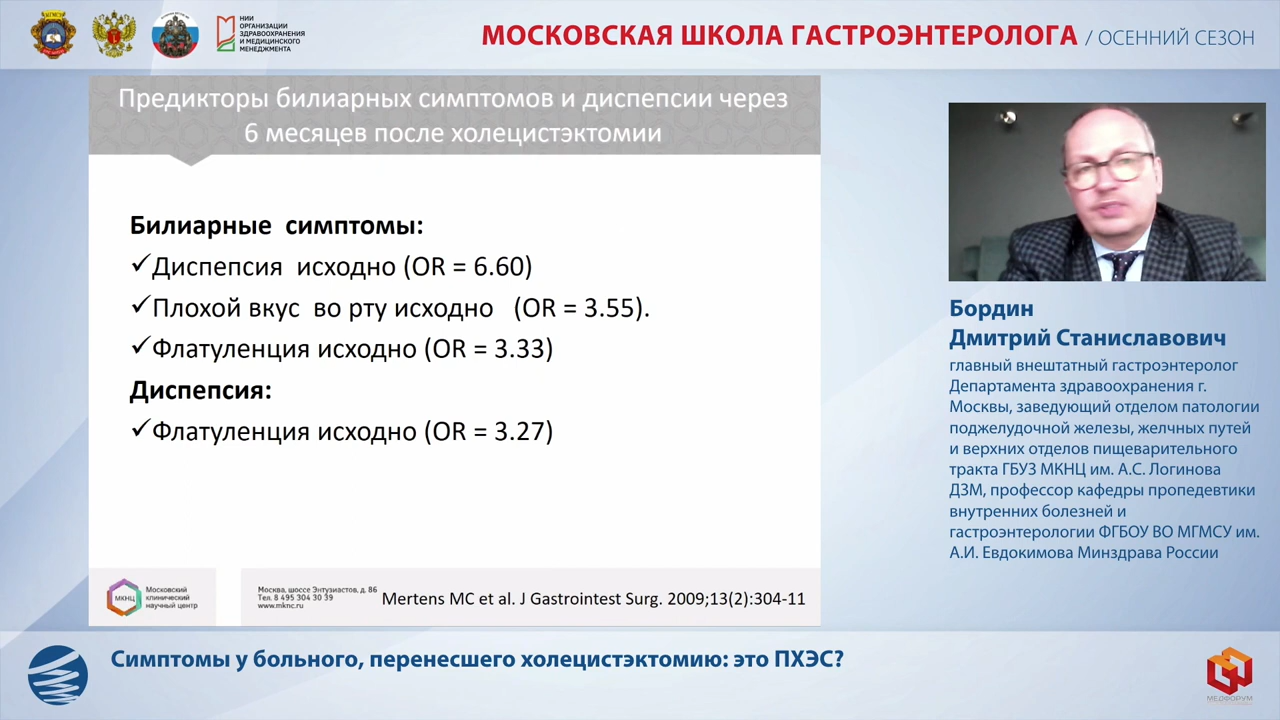 НИИ
ОРГАНИЗАЦИИ
ЗДРАВООХРАНЕНИЯ
И МЕДИЦИНСКОГО
МЕНЕДЖМЕНТА
МОСКОВСКАЯ ШКОЛА ГАСТРОЭНТЕРОЛОГА / ОСЕННИЙ СЕЗОН
Предикторы билиарных симптомов и диспепсии через
6 месяцев после холецистэктомии
Билиарные симптомы:
✓Диспепсия исходно (OR = 6.60)
✓Плохой вкус во рту исходно (OR = 3.55).
✓Флатуленция исходно (OR = 3.33)
Диспепсия:
✓Флатуленция исходно (OR = 3.27)
МКНЦ
Московский
клинический
научный центр
Москва, шоссе Энтузиастов, д. 86
Тел. 8 495 304 30 39
www.mknc.ru
Mertens MC et al. J Gastrointest Surg. 2009;13(2):304-11
Бордин
Дмитрий Станиславович
главный внештатный гастроэнтеролог
Департамента здравоохранения г.
Москвы, заведующий отделом патологии
поджелудочной железы, желчных путей
и верхних отделов пищеварительного
тракта ГБУЗ МКНЦ им. А.С. Логинова
ДЗМ, профессор кафедры пропедевтики
внутренних болезней и
гастроэнтерологии ФГБОУ ВО МГМСУ им.
А.И. Евдокимова Минздрава России
Симптомы у больного, перенесшего холецистэктомию: это ПХЭС?
МЕДФОРУМ